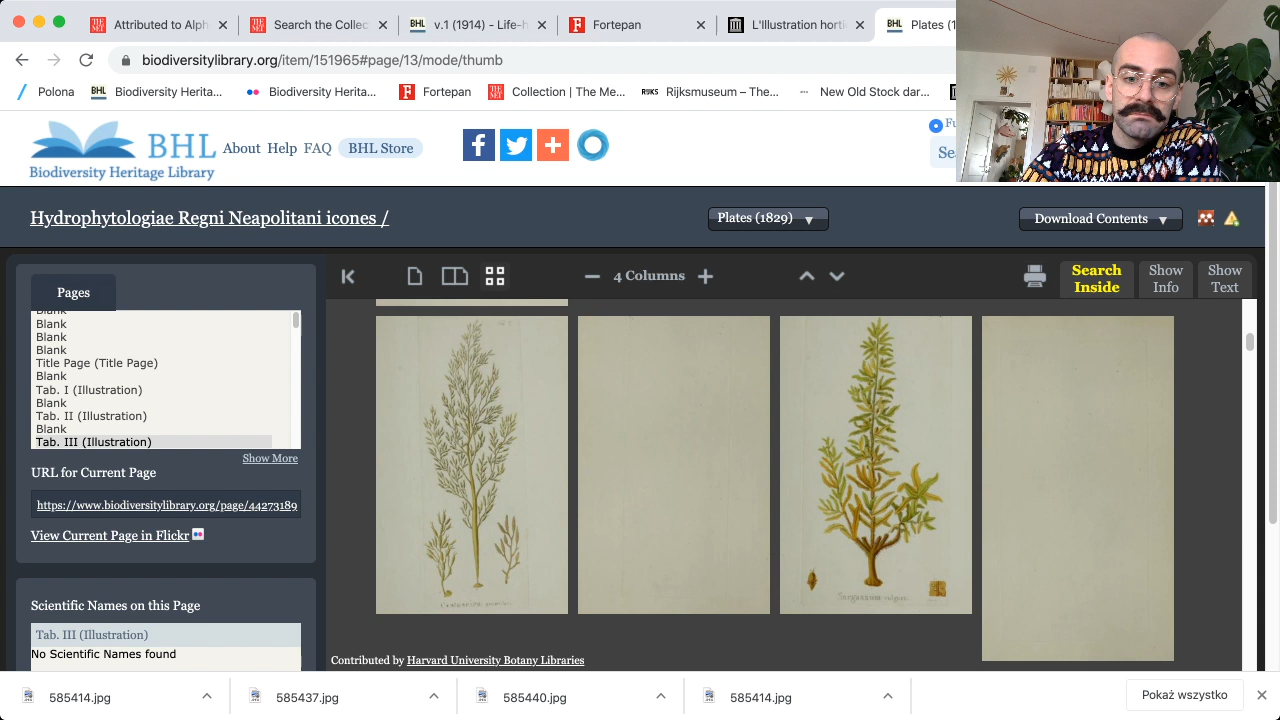 Attributed to Alph
Search the Collec
v.1 (1914) - Life-h
Fortepan
L'Illustration horti
Plates (1
biodiversitylibrary.org/item/151965#page/13/mode/thumb
Polona
Biodiversity Herita...
Biodiversity Herita...
Fortepan
Collection | The Me...
Rijksmuseum – The...
New Old Stock dar...
BHL
Biodiversity Heritage Library
About Help FAQ BHL Store
Fu
Se
Hydrophytologiae Regni Neapolitani icones /
Plates (1829)
Download Contents
Pages
4 Columns
Search Inside
Show Info
Show Text
Blank
Blank
Blank
Blank
Title Page (Title Page)
Blank
Tab. I (Illustration)
Blank
Tab. II (Illustration)
Blank
Tab. III (Illustration)
Show More
URL for Current Page
https://www.biodiversitylibrary.org/page/44273189
View Current Page in Flickr
Scientific Names on this Page
Tab. III (Illustration)
No Scientific Names found
Contributed by Harvard University Botany Libraries
585414.jpg
585437.jpg
585440.jpg
585414.jpg
Pokaż wszystko